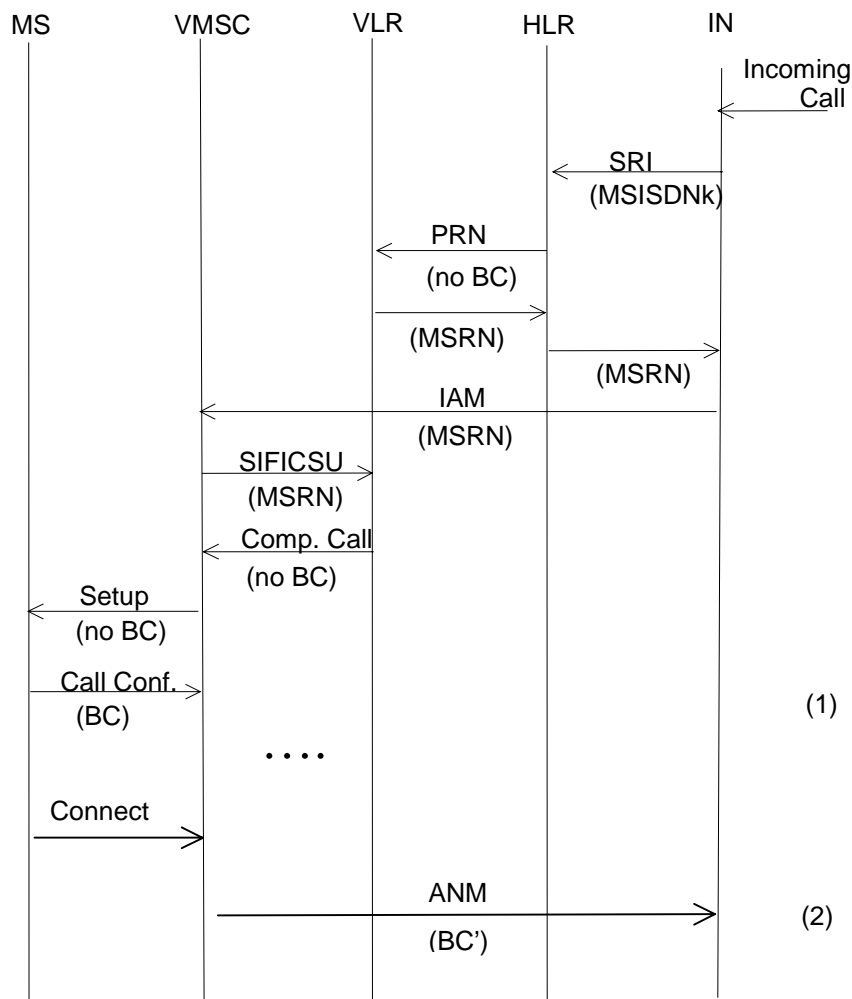 MS VMSC VLR HLR IN
Incoming
Call
SRI
(MSISDNk)
PRN
(no BC)
(MSRN)
(MSRN)
IAM
(MSRN)
SIFICSU
(MSRN)
Comp. Call
(no BC)
Setup
(no BC)
Call Conf.
(BC)
(1)
. . . .
Connect
ANM
(BC’)
(2)